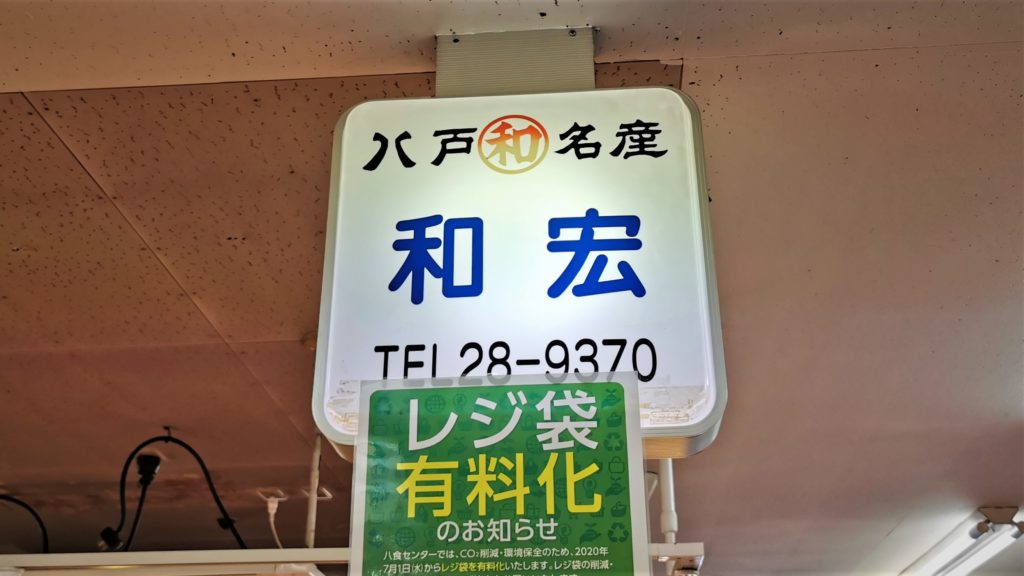 八戸 和 名産
和宏
TEL28-9370
レジ袋
有料化
のお知らせ
八食センターでは、CO2削減・環境保全のため、2020年
7月1日(水)からレジ袋を有料化いたします。レジ袋の削減・